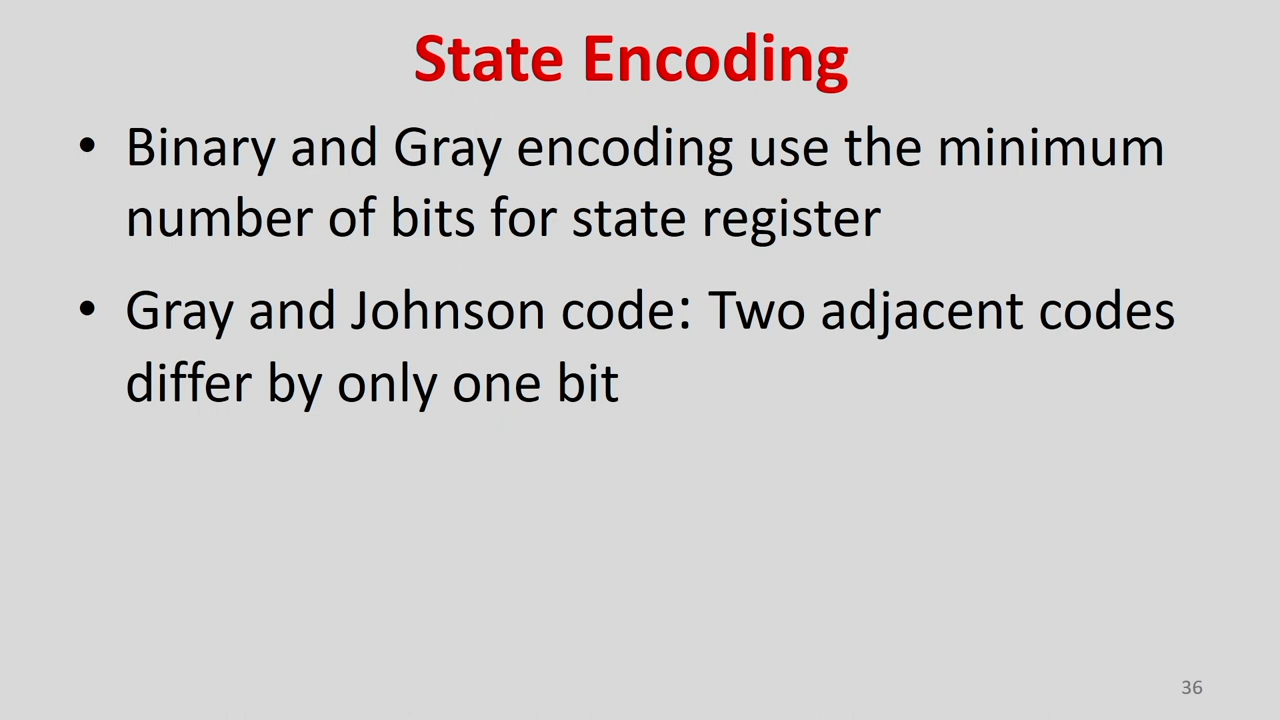 State Encoding
• Binary and Gray encoding use the minimum
number of bits for state register
• Gray and Johnson code: Two adjacent codes
differ by only one bit
36